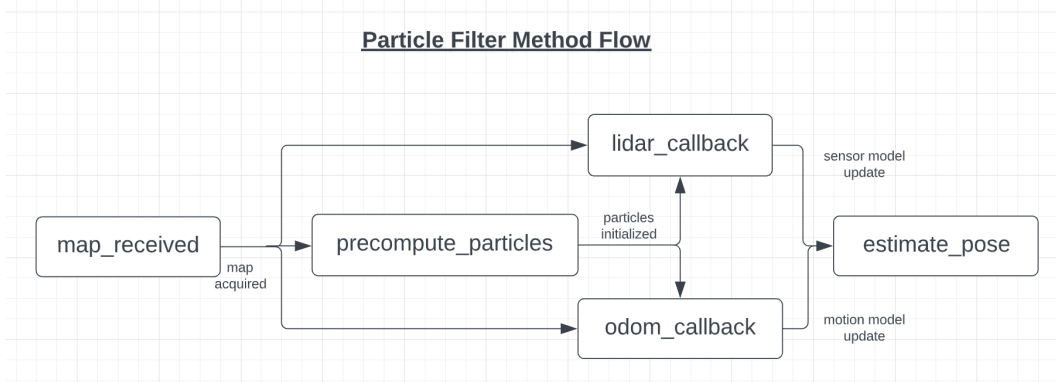 Particle Filter Method Flow
lidar_callback
sensor model
update
map_received
map
acquired
precompute_particles
particles
initialized
estimate_pose
odom_callback
motion model
update